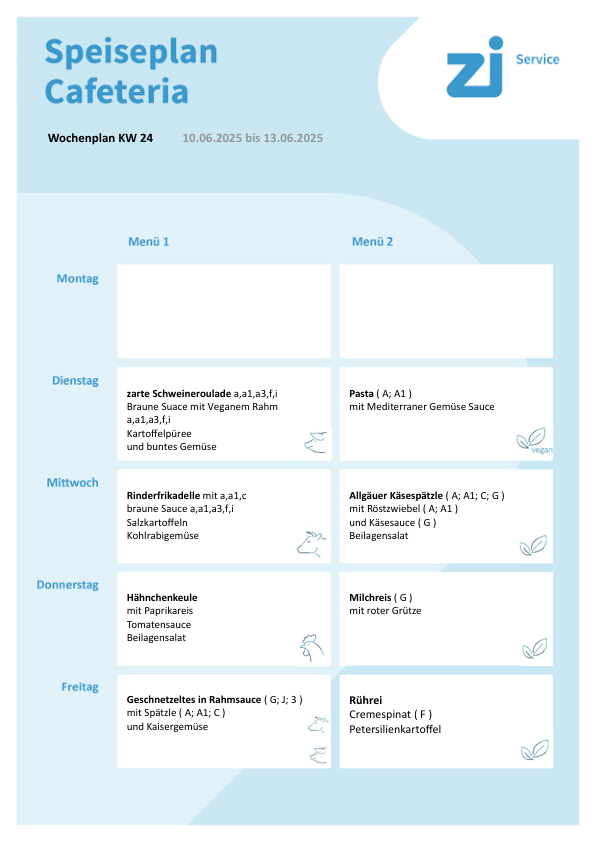 Speiseplan
Cafeteria
zi Service
Wochenplan KW 24 10.06.2025 bis 13.06.2025
Menü 1 Menü 2
Montag
Dienstag
zarte Schweineroulade a,a1,a3,f,i
Braune Suace mit Veganem Rahm
a,a1,a3,f,i
Kartoffelpüree
und buntes Gemüse
Pasta ( A; A1 )
mit Mediterraner Gemüse Sauce
vegan
Mittwoch
Rinderfrikadelle mit a,a1,c
braune Sauce a,a1,a3,f,i
Salzkartoffeln
Kohlrabigemüse
Allgäuer Käsespätzle ( A; A1; C; G )
mit Röstzwiebel ( A; A1 )
und Käsesauce ( G )
Beilagensalat
Donnerstag
Hähnchenkeule
mit Paprikareis
Tomatensauce
Beilagensalat
Milchreis ( G )
mit roter Grütze
Freitag
Geschnetzeltes in Rahmsauce ( G; J; 3 )
mit Spätzle ( A; A1; C )
und Kaisergemüse
Rührei
Cremespinat ( F )
Petersilienkartoffel